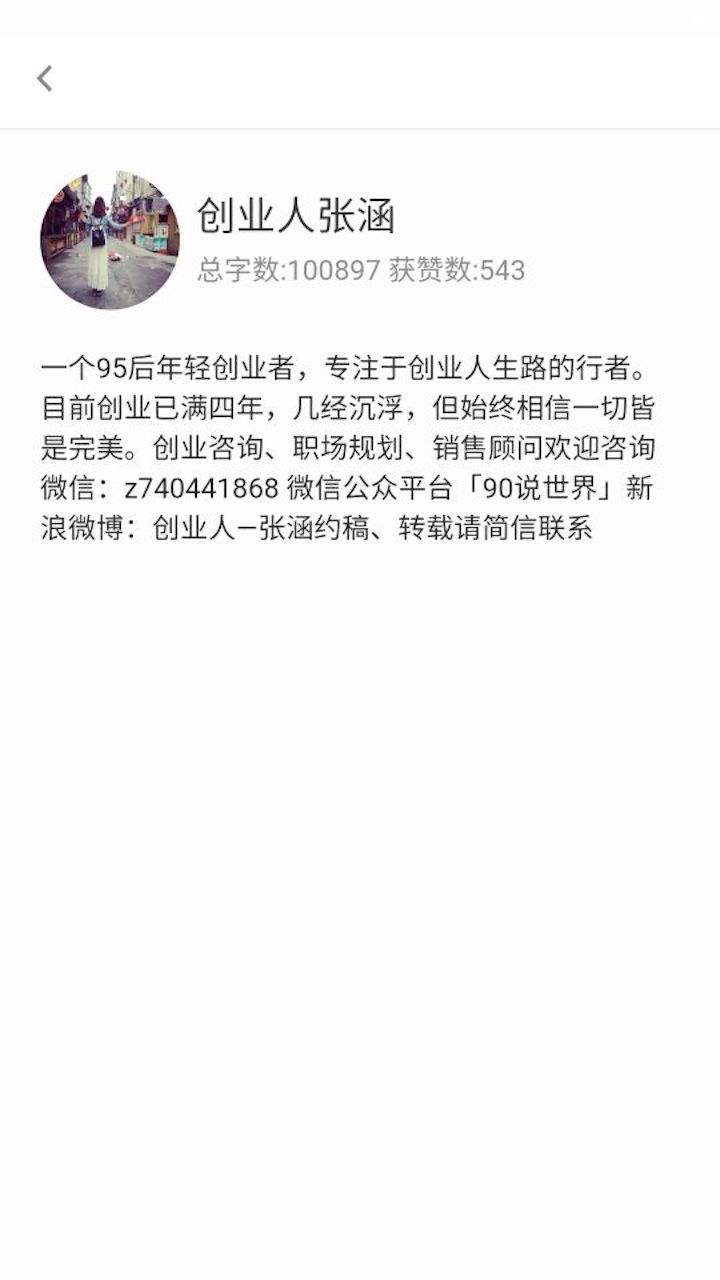 创业人张涵
总字数:100897 获赞数:543
一个95后年轻创业者，专注于创业人生路的行者。
目前创业已满四年，几经沉浮，但始终相信一切皆
是完美。创业咨询、职场规划、销售顾问欢迎咨询
微信：z740441868 微信公众平台「90说世界」新
浪微博：创业人—张涵约稿、转载请简信联系